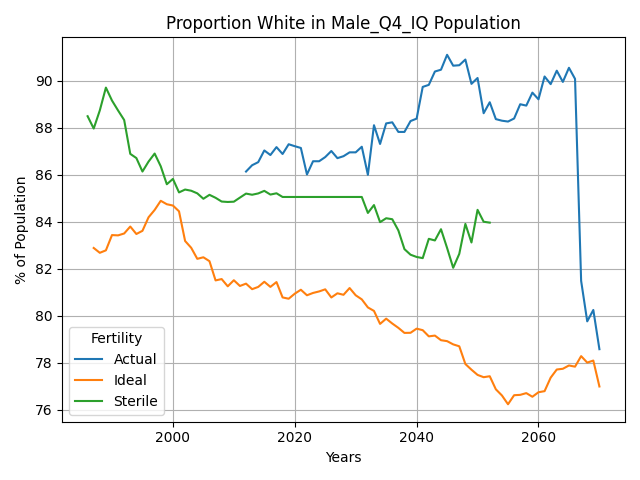 Proportion White in Male_Q4_IQ Population
% of Population
90
88
86
84
82
80
78
76
Fertility
Actual
Ideal
Sterile
2000
2020
2040
2060
Years